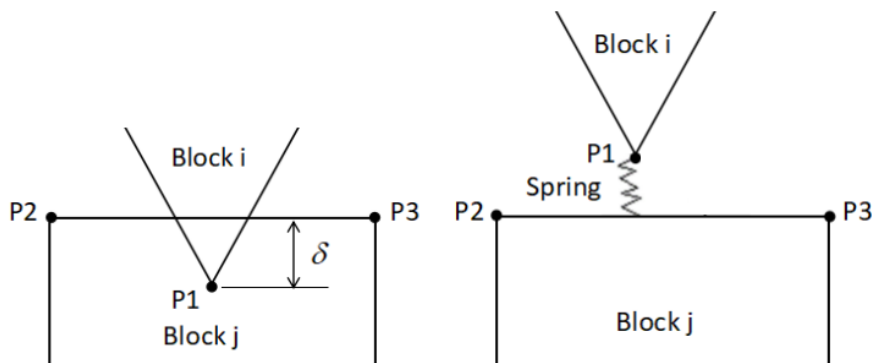 Block i
P2
P3
δ
P1
Block j
Block i
P1
Spring
P2
P3
Block j